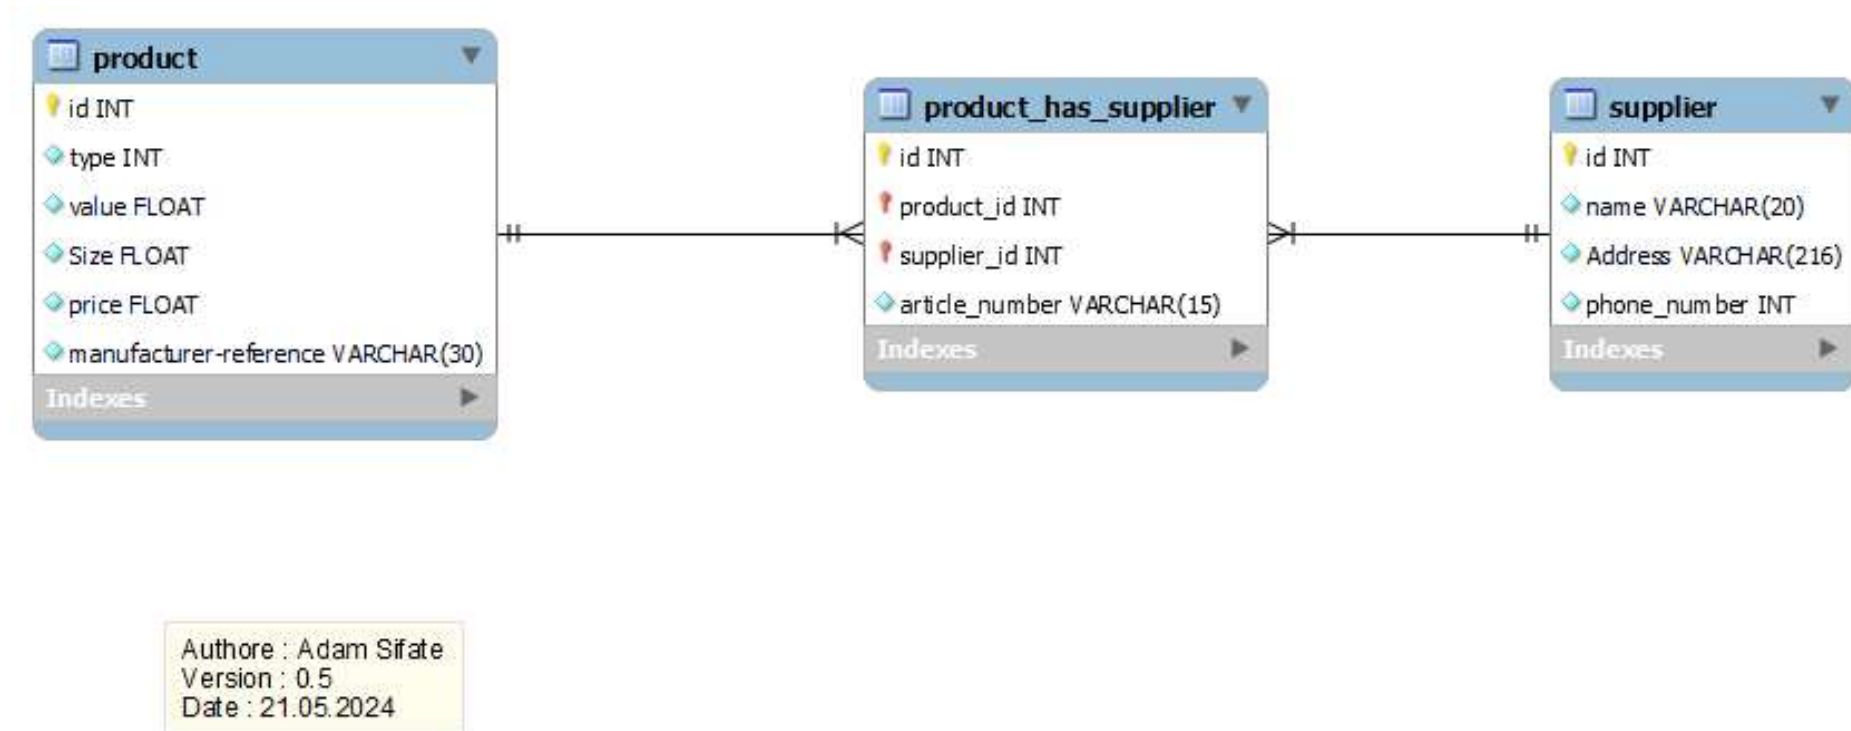 product
id INT
type INT
value FLOAT
Size FLOAT
price FLOAT
manufacturer-reference VARCHAR(30)
Indexes
product_has_supplier
id INT
product_id INT
supplier_id INT
article_number VARCHAR(15)
Indexes
supplier
id INT
name VARCHAR(20)
Address VARCHAR(216)
phone_number INT
Indexes
Authore : Adam Sifate
Version : 0.5
Date : 21.05.2024